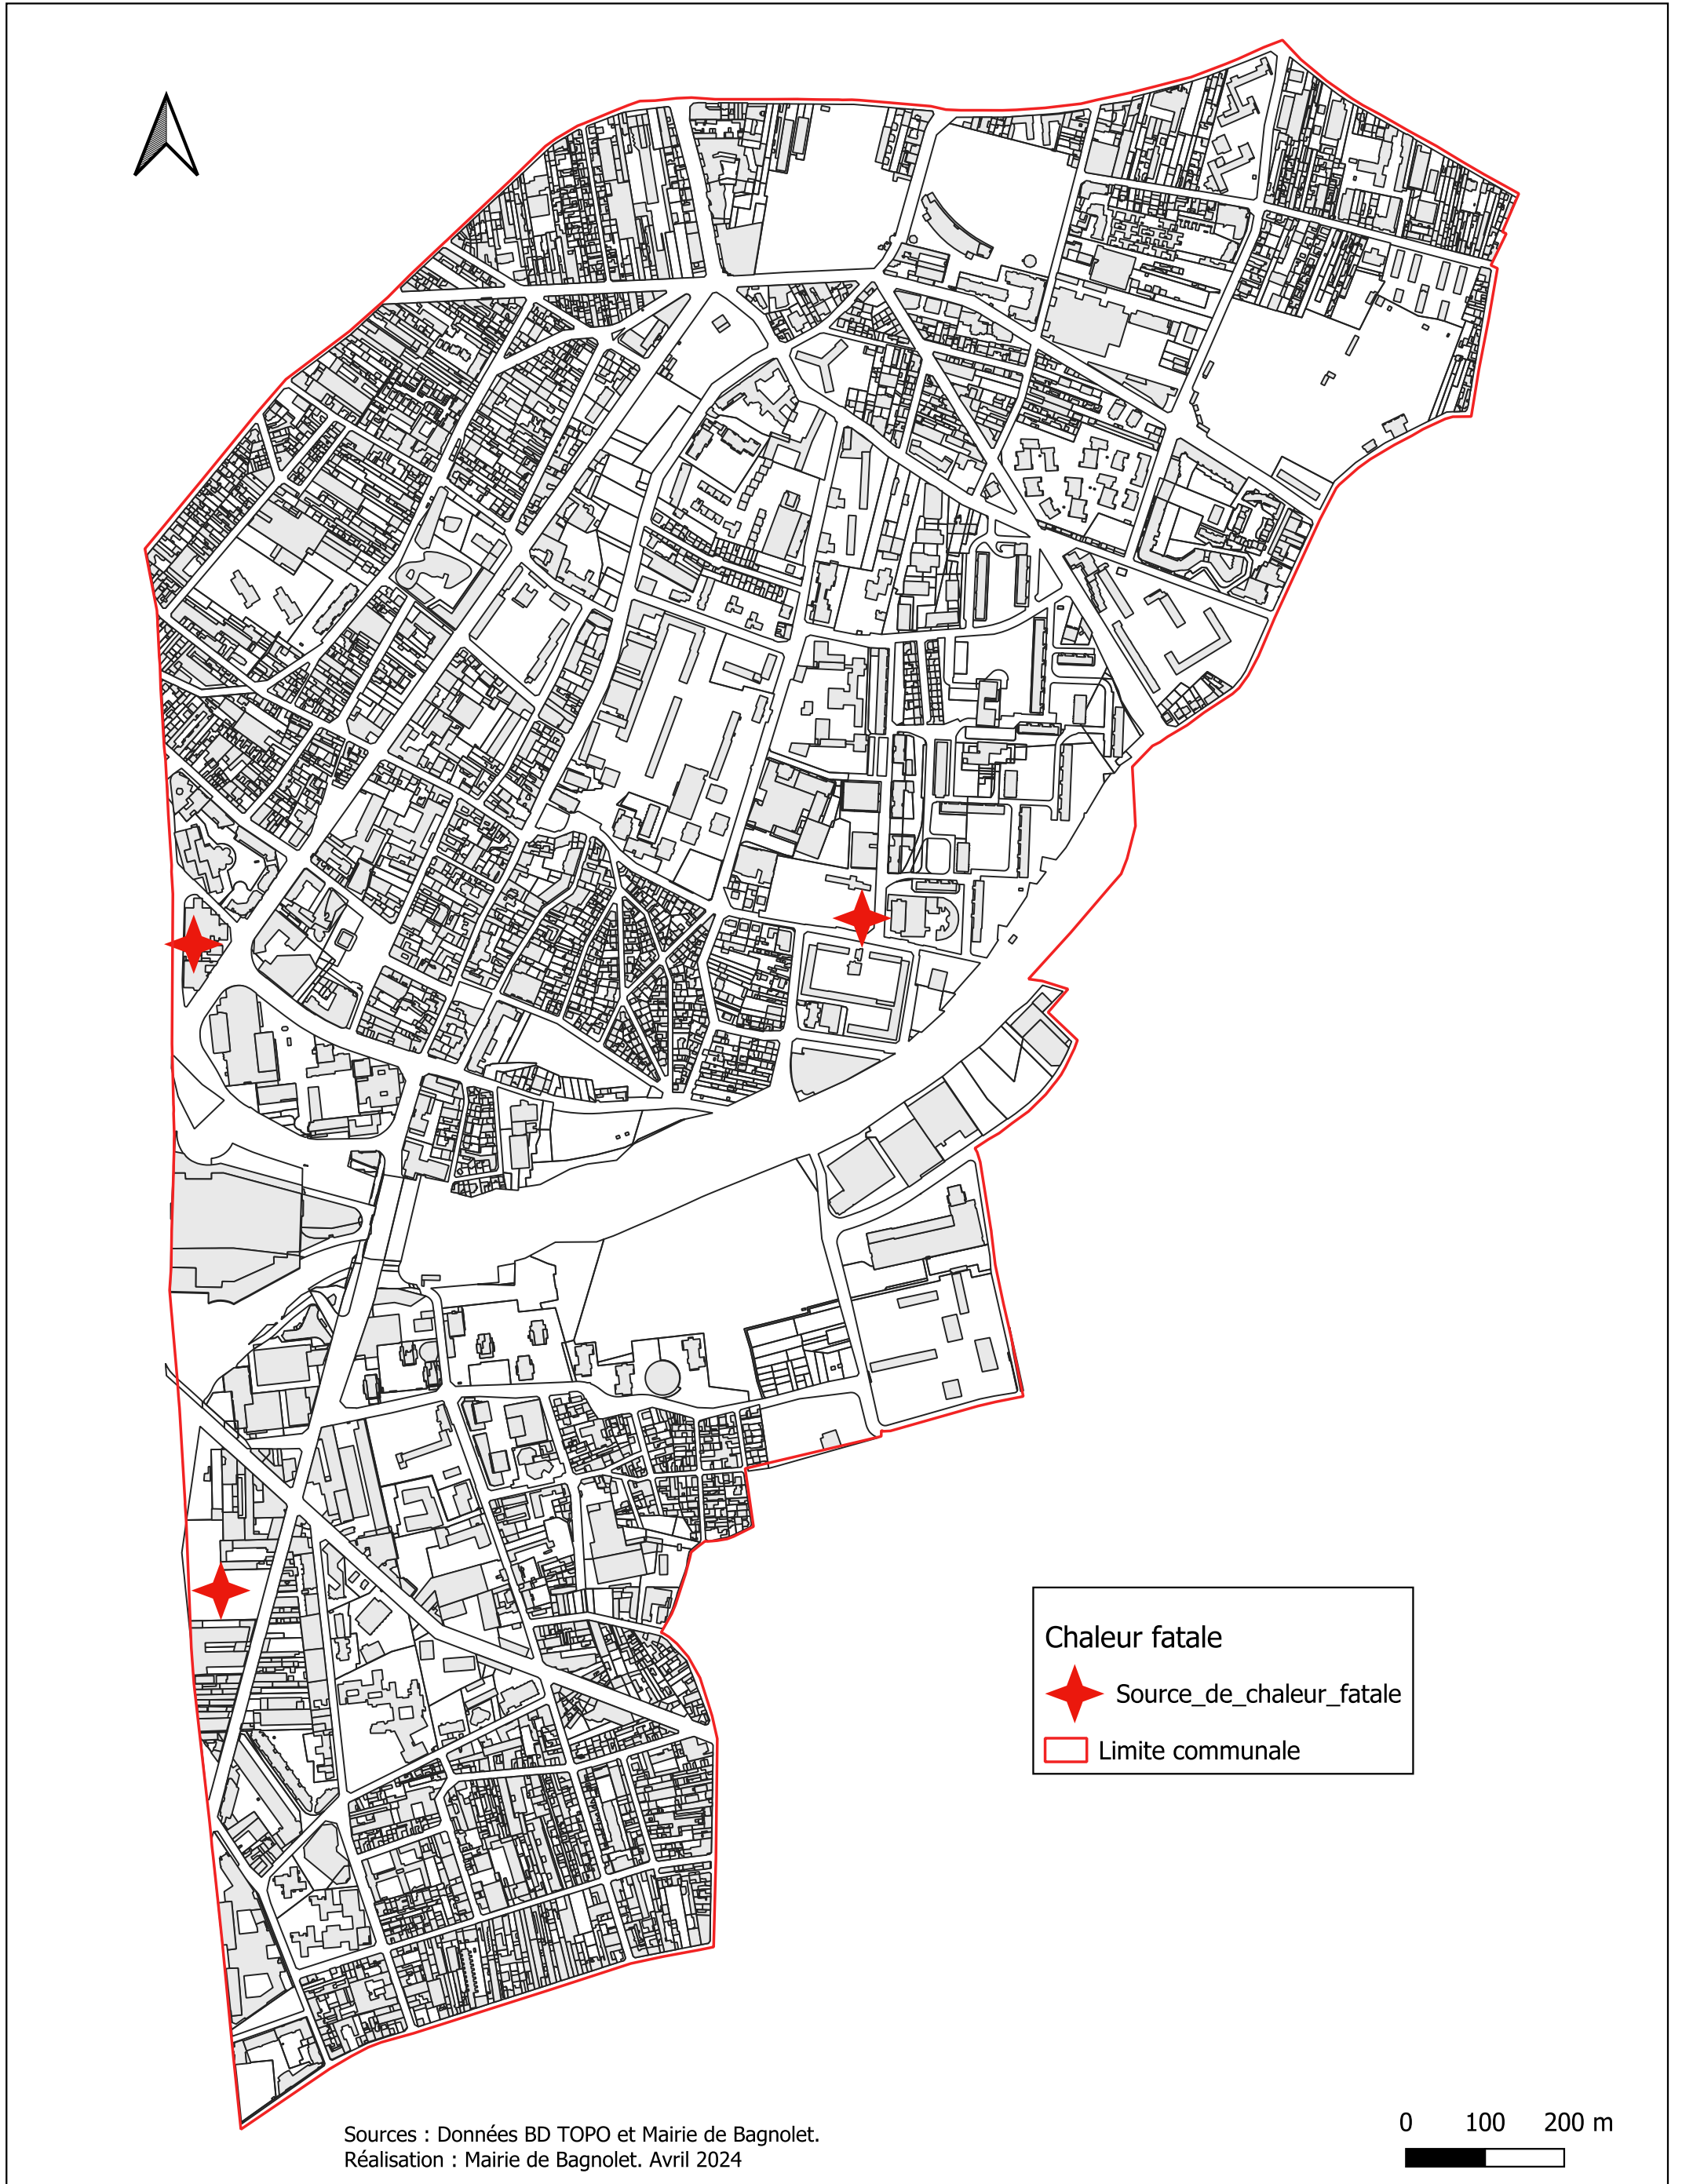 Chaleur fatale
Source_de_chaleur_fatale
Limite communale
Sources : Données BD TOPO et Mairie de Bagnolet.
Réalisation : Mairie de Bagnolet. Avril 2024
0 100 200 m